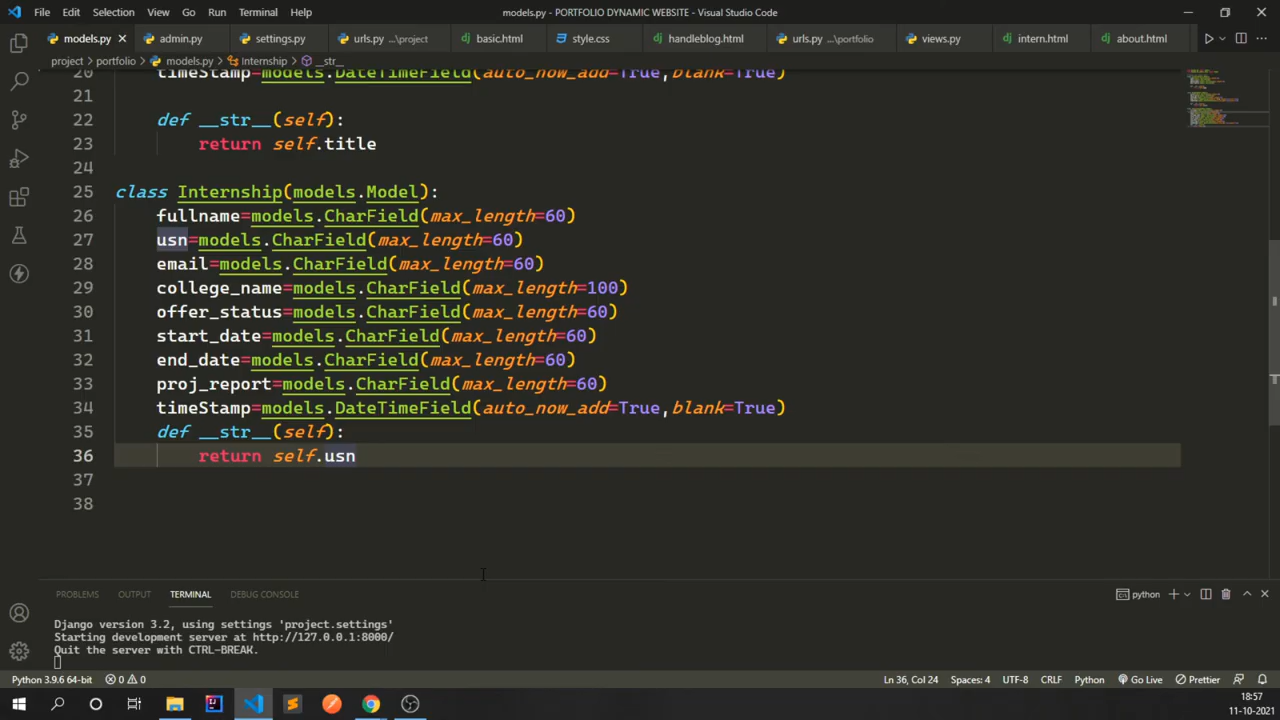 File Edit Selection View Go Run Terminal Help models.py - PORTFOLIO DYNAMIC WEBSITE - Visual Studio Code
models.py admin.py settings.py urls.py ...\project basic.html style.css handleblog.html urls.py ...\portfolio views.py intern.html about.html
project > portfolio > models.py > Internship > __str__
20 timeStamp=models.DateTimeField(auto_now_add=True,blank=True)
21
22 def __str__(self):
23 return self.title
24
25 class Internship(models.Model):
26 fullname=models.CharField(max_length=60)
27 usn=models.CharField(max_length=60)
28 email=models.CharField(max_length=60)
29 college_name=models.CharField(max_length=100)
30 offer_status=models.CharField(max_length=60)
31 start_date=models.CharField(max_length=60)
32 end_date=models.CharField(max_length=60)
33 proj_report=models.CharField(max_length=60)
34 timeStamp=models.DateTimeField(auto_now_add=True,blank=True)
35 def __str__(self):
36 return self.usn
37
38
PROBLEMS OUTPUT TERMINAL DEBUG CONSOLE python
Django version 3.2, using settings 'project.settings'
Starting development server at http://127.0.0.1:8000/
Quit the server with CTRL-BREAK.
Python 3.9.6 64-bit 0 0 Ln 36, Col 24 Spaces: 4 UTF-8 CRLF Python Go Live Prettier
18:57
11-10-2021